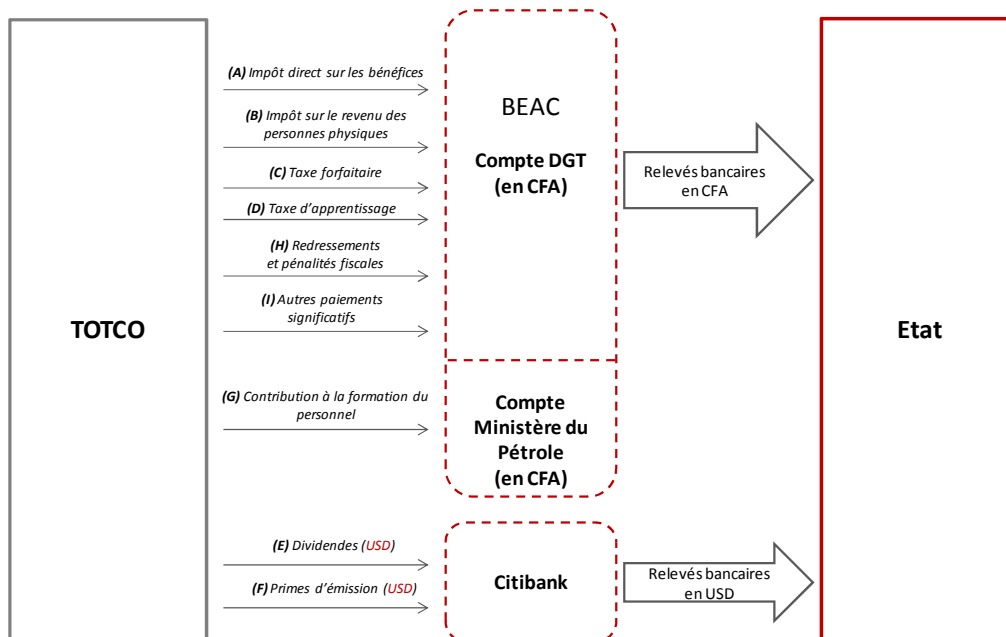 TOTCO
(A) Impôt direct sur les bénéfices
(B) Impôt sur le revenu des
personnes physiques
(C) Taxe forfaitaire
(D) Taxe d'apprentissage
(H) Redressements
et pénalités fiscales
(I) Autres paiements
significatifs
(G) Contribution à la formation du
personnel
(E) Dividendes (USD)
(F) Primes d'émission (USD)
BEAC
Compte DGT
(en CFA)
Compte
Ministère du
Pétrole
(en CFA)
Citibank
Relevés bancaires
en CFA
Relevés bancaires
en USD
Etat